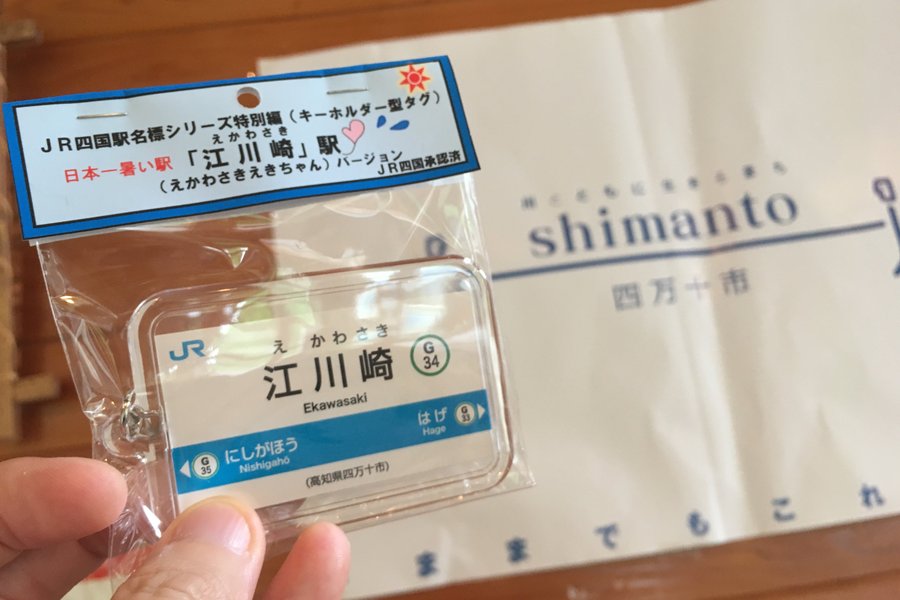 JR四国駅名標シリーズ特別編(キーホルダー型タグ)
えかわさき
日本一暑い駅「江川崎」駅
(えかわさきえきちゃん)バージョン
JR四国承認済
JR
えかわさき
江川崎
G
34
Ekawasaki
はげ
Hage
G
33
G
35
にしがほう
Nishigahō
(高知県四万十市)
shimanto
四万十市
ままでもこれ